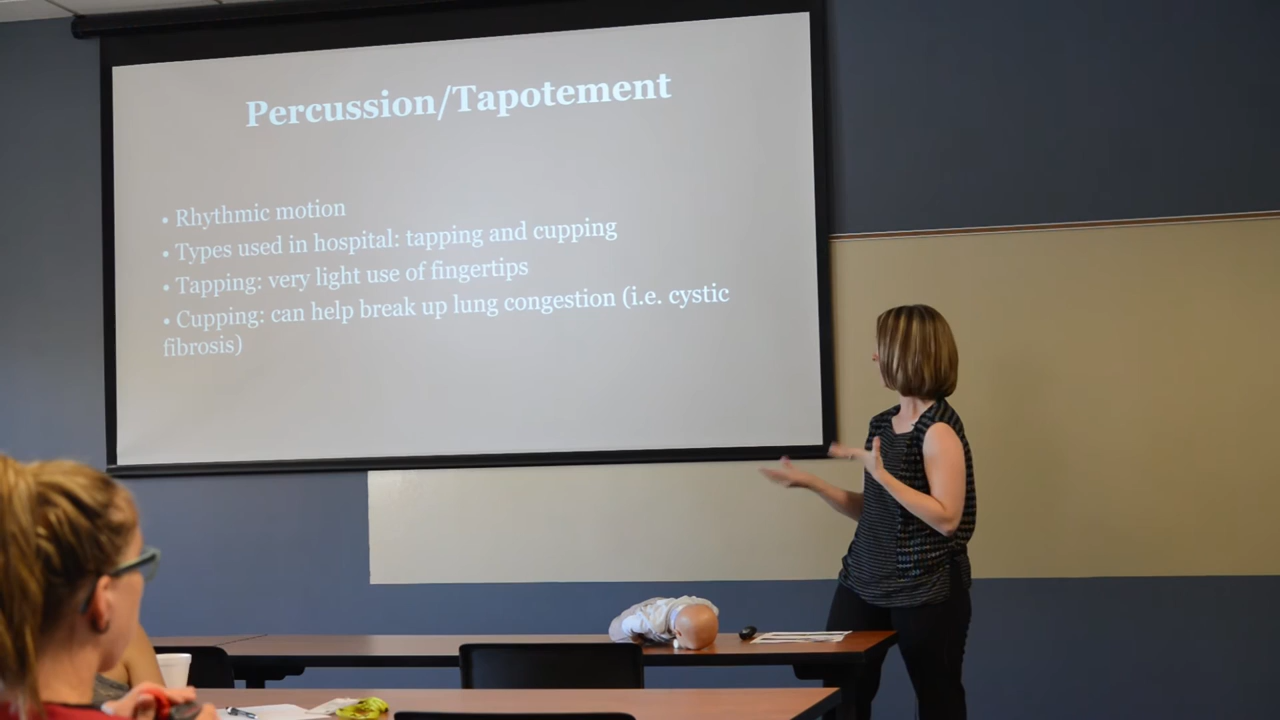 Percussion/Tapotement
• Rhythmic motion
• Types used in hospital: tapping and cupping
• Tapping: very light use of fingertips
• Cupping: can help break up lung congestion (i.e. cystic
fibrosis)